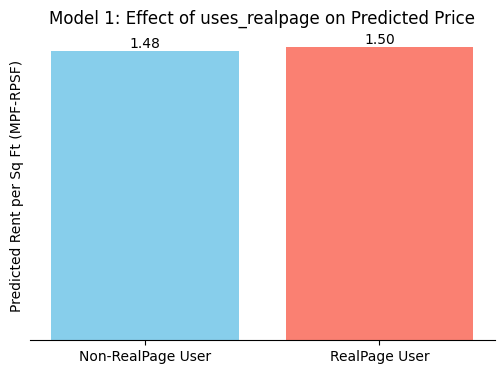 Model 1: Effect of uses_realpage on Predicted Price
1.48
1.50
Predicted Rent per Sq Ft (MPF-RPSF)
Non-RealPage User
RealPage User